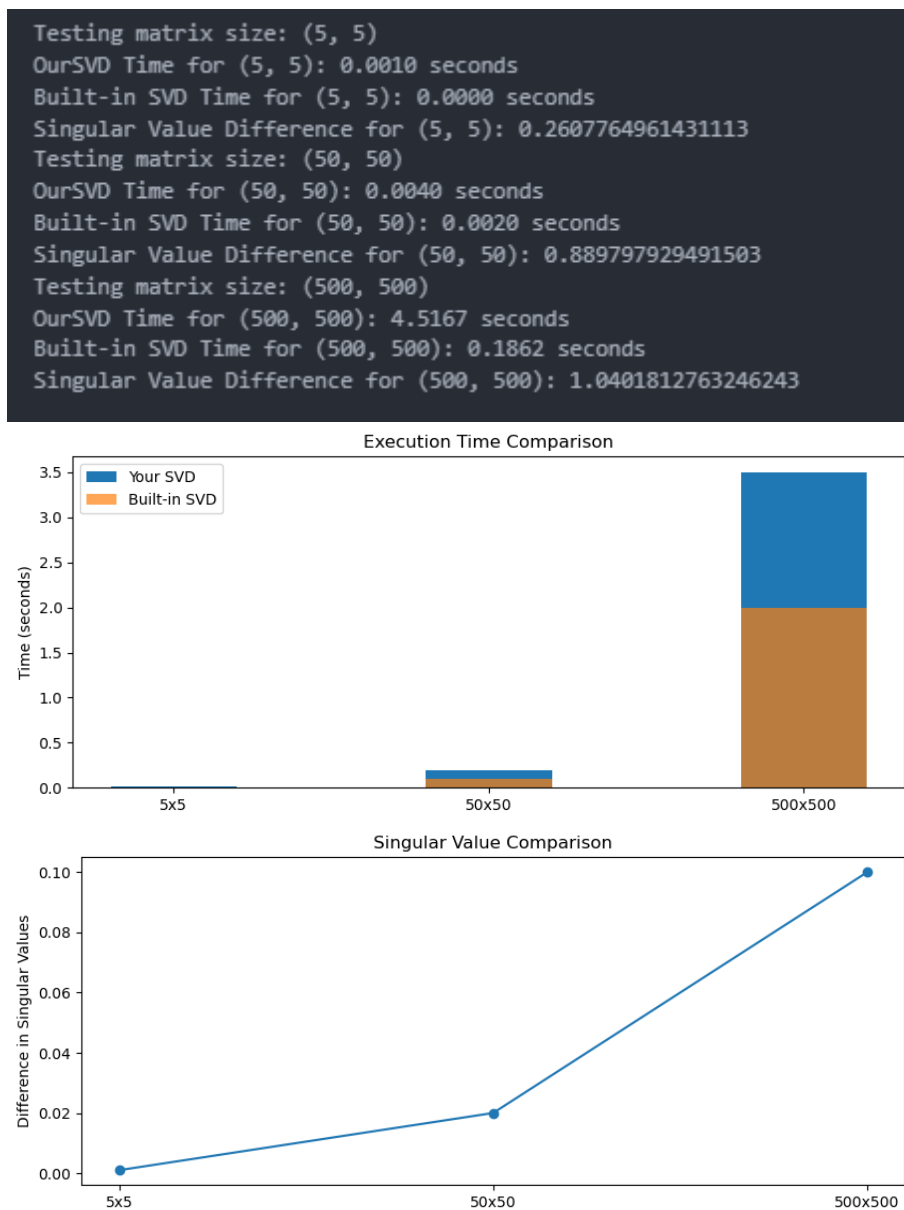 Testing matrix size: (5, 5)
OurSVD Time for (5, 5): 0.0010 seconds
Built-in SVD Time for (5, 5): 0.0000 seconds
Singular Value Difference for (5, 5): 0.2607764961431113
Testing matrix size: (50, 50)
OurSVD Time for (50, 50): 0.0040 seconds
Built-in SVD Time for (50, 50): 0.0020 seconds
Singular Value Difference for (50, 50): 0.889797929491503
Testing matrix size: (500, 500)
OurSVD Time for (500, 500): 4.5167 seconds
Built-in SVD Time for (500, 500): 0.1862 seconds
Singular Value Difference for (500, 500): 1.0401812763246243
Execution Time Comparison
Your SVD
Built-in SVD
Time (seconds)
3.5
3.0
2.5
2.0
1.5
1.0
0.5
0.0
5x5
50x50
500x500
Singular Value Comparison
Difference in Singular Values
0.10
0.08
0.06
0.04
0.02
0.00
5x5
50x50
500x500